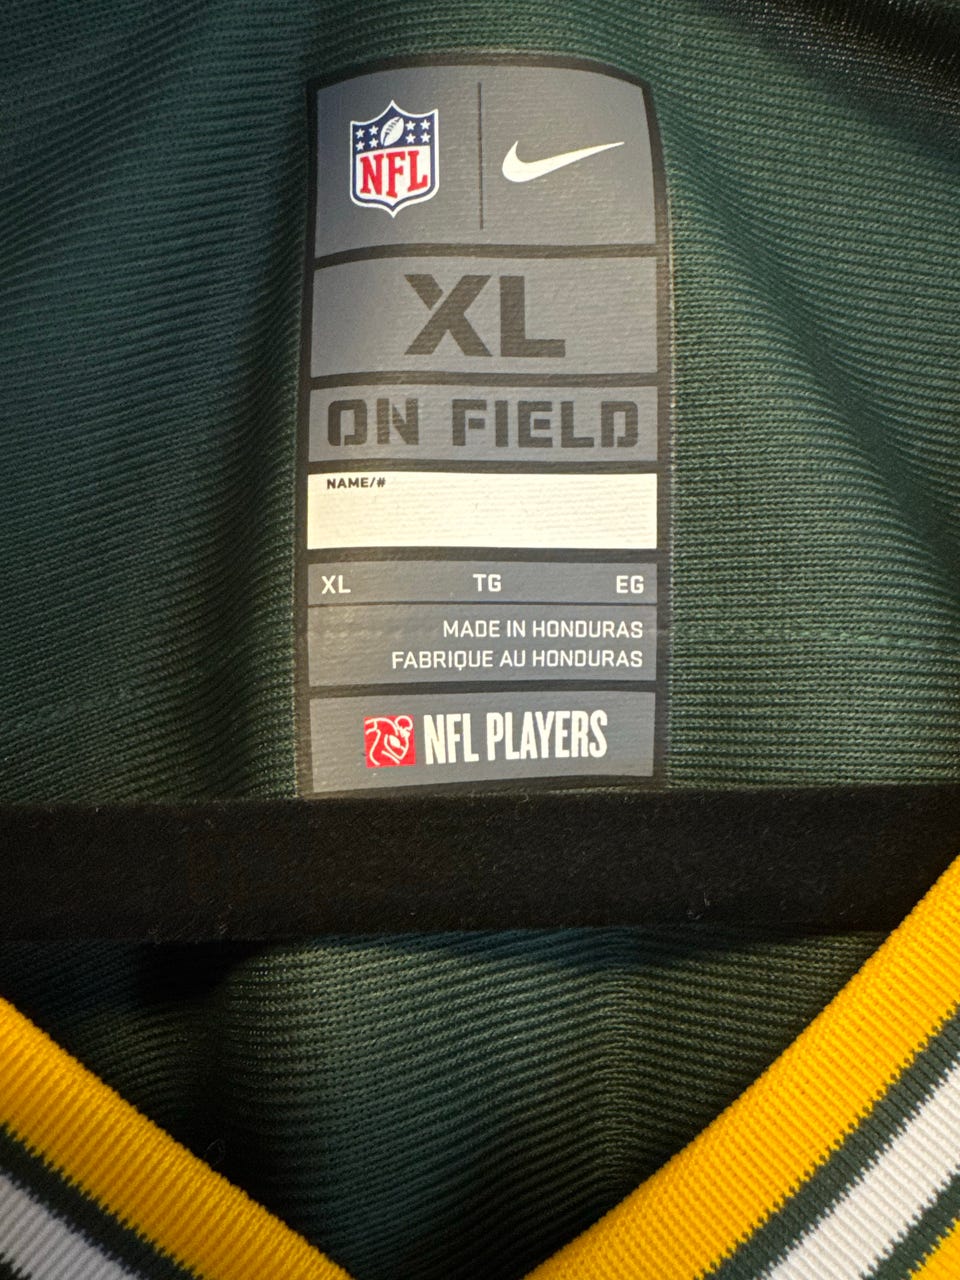 NFL
XL
ON FIELD
NAME/#
XL TG EG
MADE IN HONDURAS
FABRIQUE AU HONDURAS
NFL PLAYERS